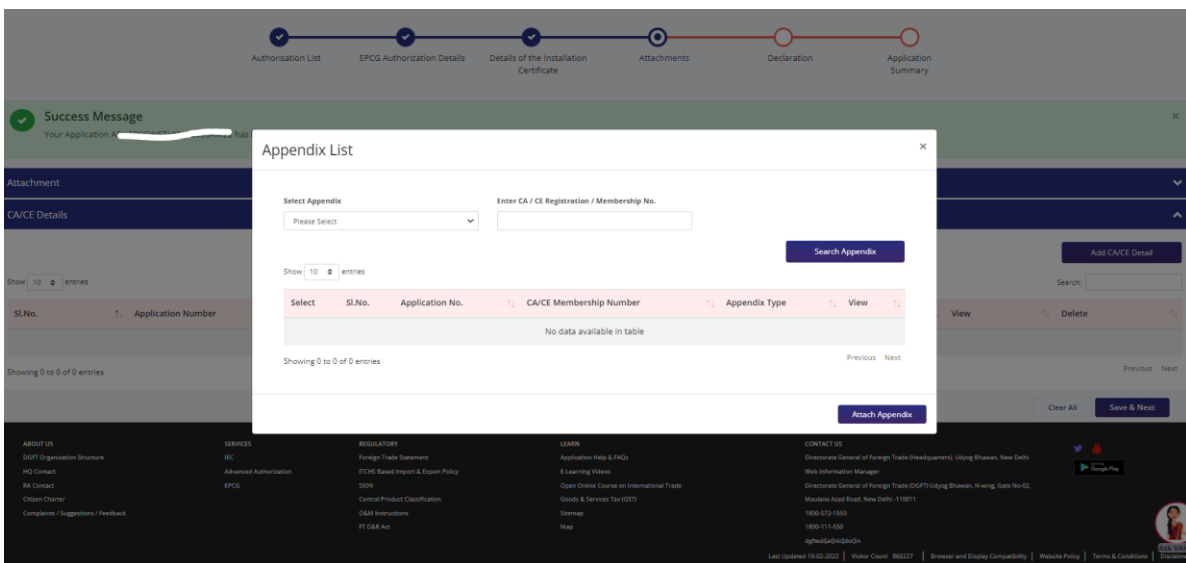 Authorisation List
EPCG Authorization Details
Details of the Installation
Certificate
Attachments
Declaration
Application
Summary
Success Message
×
Your Application
has
Appendix List
×
Attachment
CA/CE Details
Select Appendix
Enter CA / CE Registration / Membership No.
Please Select
Search Appendix
Add CA/CE Detail
Show 10 entries
Show 10 entries
Search:
Select Sl.No. Application No. CA/CE Membership Number Appendix Type View
Sl.No. Application Number
View Delete
No data available in table
Showing 0 to 0 of 0 entries
Previous Next
Showing 0 to 0 of 0 entries
Previous Next
Attach Appendix
Clear All
Save & Next
ABOUT US
DGFT Organisation Structure
HQ Contact
RA Contact
Citizen Charter
Complaints / Suggestions / Feedback
SERVICES
IEC
Advanced Authorization
EPCG
REGULATORY
Foreign Trade Statement
ITCHS Based Import & Export Policy
SION
Central Product Classification
O&M Instructions
FT D&R Act
LEARN
Application Help & FAQs
E-Learning Videos
Open Online Course on International Trade
Goods & Services Tax (GST)
Sitemap
Map
CONTACT US
Directorate General of Foreign Trade (Headquarters), Udyog Bhawan, New Delhi
Web Information Manager:
Directorate General of Foreign Trade (DGFT) Udyog Bhawan, H-wing, Gate No-02,
Maulana Azad Road, New Delhi -110011
1800-572-1550
1800-111-550
dgftedi[at]nic[dot]in
Google Play
Ask VA
Last Updated 10-02-2022 | Visitor Count 860227 | Browser and Display Compatibility | Website Policy | Terms & Conditions | Disclaime